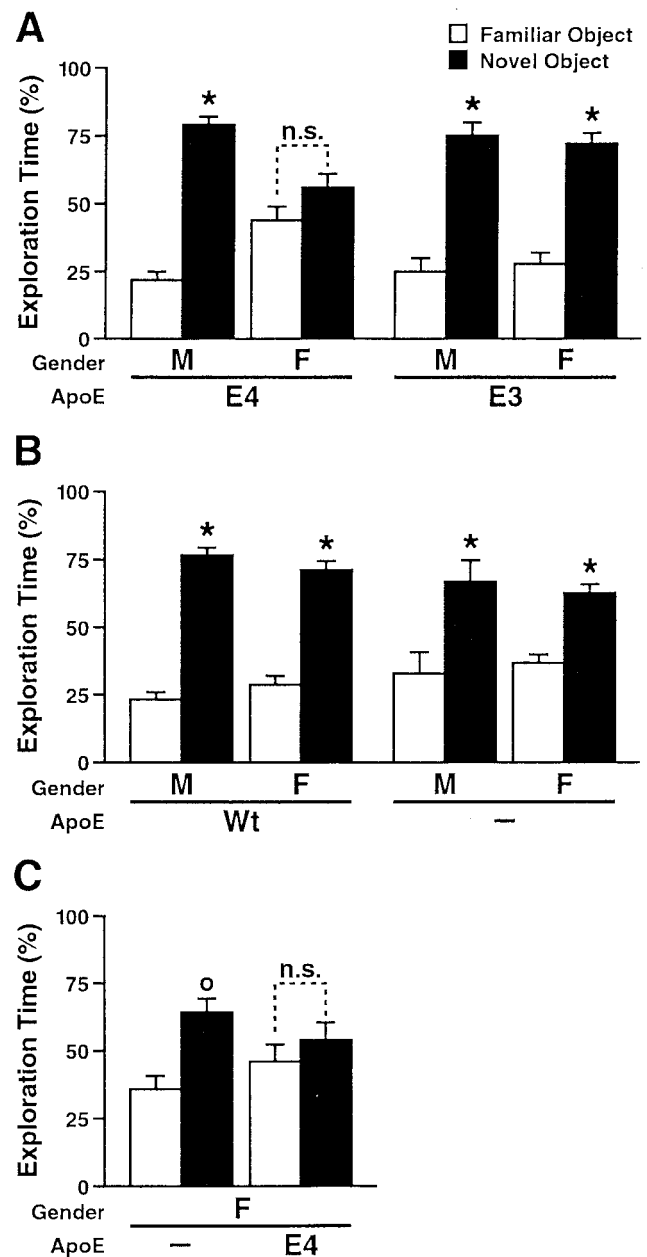 A
Familiar Object
Novel Object
Exploration Time (%)
100
75
50
25
0
*
n.s.
*
*
Gender M F M F
ApoE E4 E3
B
Exploration Time (%)
100
75
50
25
0
*
*
*
*
Gender M F M F
ApoE Wt –
C
Exploration Time (%)
100
75
50
25
0
o
n.s.
Gender F
ApoE – E4